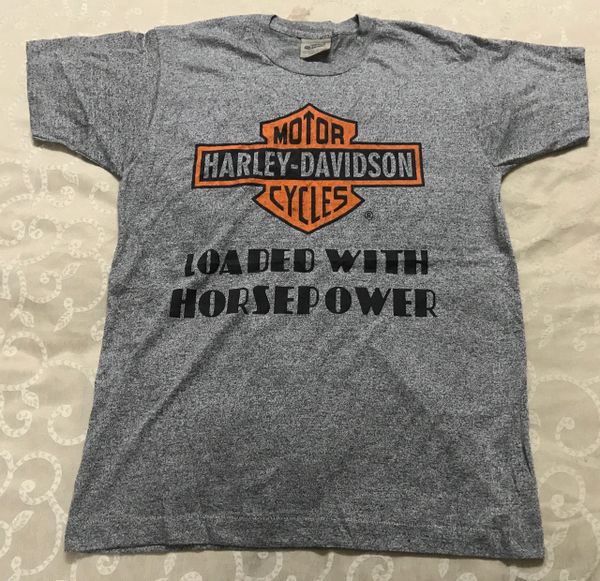 MOTOR
HARLEY-DAVIDSON
CYCLES
®
LOADED WITH
HORSEPOWER